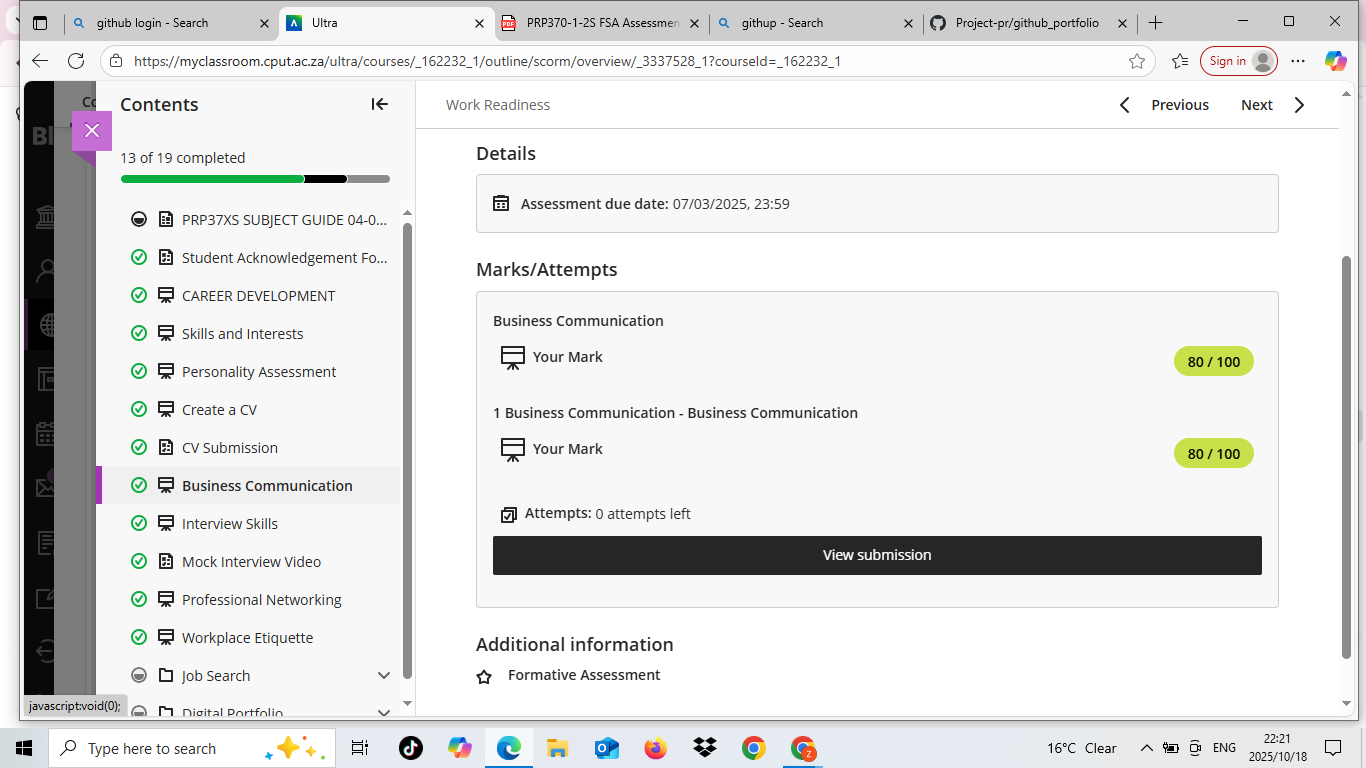 github login - Search
Ultra
PRP370-1-2S FSA Assessmen
githup - Search
Project-pr/github_portfolio
https://myclassroom.cput.ac.za/ultra/courses/_162232_1/outline/scorm/overview/_3337528_1?courseId=_162232_1
Sign in
Contents
13 of 19 completed
PRP37XS SUBJECT GUIDE 04-0...
Student Acknowledgement Fo...
CAREER DEVELOPMENT
Skills and Interests
Personality Assessment
Create a CV
CV Submission
Business Communication
Interview Skills
Mock Interview Video
Professional Networking
Workplace Etiquette
Job Search
Digital Portfolio
javascript:void(0);
Work Readiness
Previous
Next
Details
Assessment due date: 07/03/2025, 23:59
Marks/Attempts
Business Communication
Your Mark
80 / 100
1 Business Communication - Business Communication
Your Mark
80 / 100
Attempts: 0 attempts left
View submission
Additional information
Formative Assessment
Type here to search
16°C Clear
ENG
22:21
2025/10/18